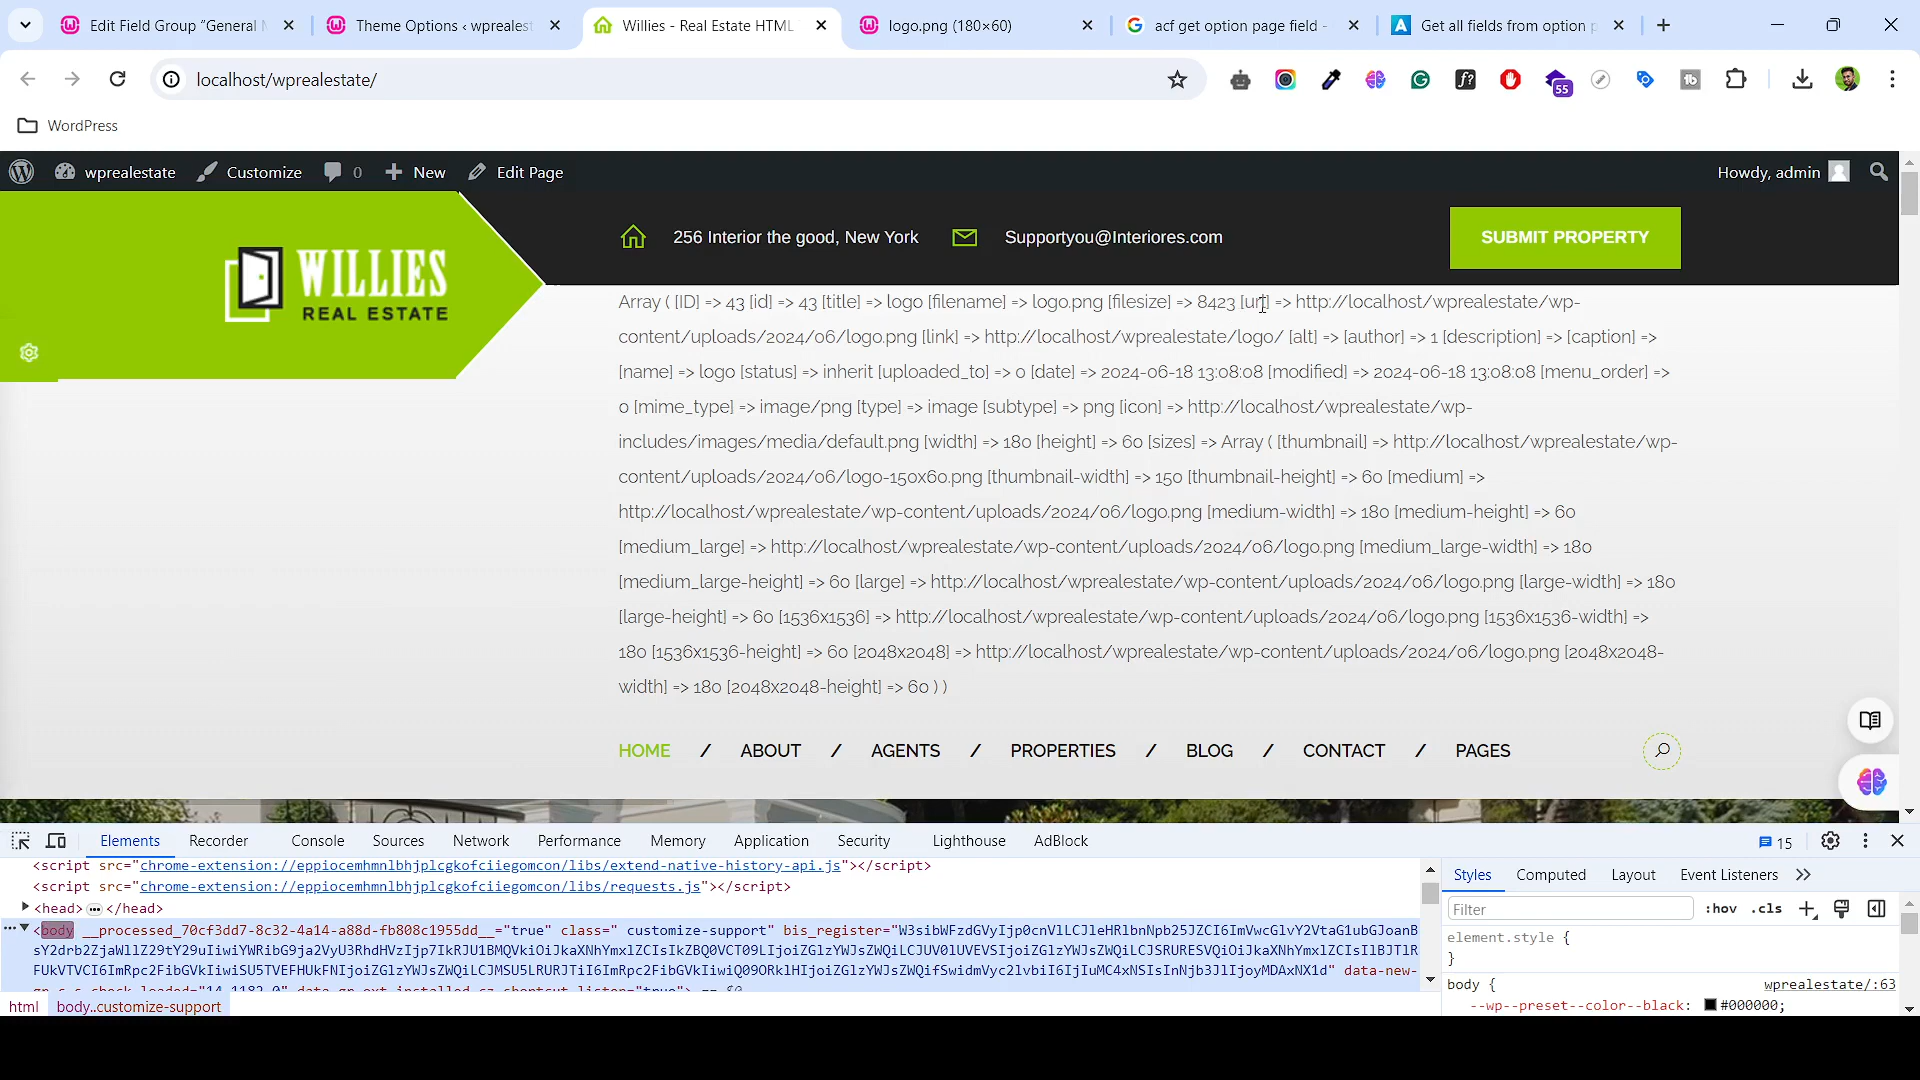 Edit Field Group “General M
Theme Options ‹ wprealest
Willies - Real Estate HTML
logo.png (180×60)
acf get option page field -
Get all fields from option p
localhost/wprealestate/
55
WordPress
wprealestate
Customize
0
New
Edit Page
Howdy, admin
WILLIES
REAL ESTATE
256 Interior the good, New York
Supportyou@Interiores.com
SUBMIT PROPERTY
Array ( [ID] => 43 [id] => 43 [title] => logo [filename] => logo.png [filesize] => 8423 [url] => http://localhost/wprealestate/wp-
content/uploads/2024/06/logo.png [link] => http://localhost/wprealestate/logo/ [alt] => [author] => 1 [description] => [caption] =>
[name] => logo [status] => inherit [uploaded_to] => 0 [date] => 2024-06-18 13:08:08 [modified] => 2024-06-18 13:08:08 [menu_order] =>
0 [mime_type] => image/png [type] => image [subtype] => png [icon] => http://localhost/wprealestate/wp-
includes/images/media/default.png [width] => 180 [height] => 60 [sizes] => Array ( [thumbnail] => http://localhost/wprealestate/wp-
content/uploads/2024/06/logo-150x60.png [thumbnail-width] => 150 [thumbnail-height] => 60 [medium] =>
http://localhost/wprealestate/wp-content/uploads/2024/06/logo.png [medium-width] => 180 [medium-height] => 60
[medium_large] => http://localhost/wprealestate/wp-content/uploads/2024/06/logo.png [medium_large-width] => 180
[medium_large-height] => 60 [large] => http://localhost/wprealestate/wp-content/uploads/2024/06/logo.png [large-width] => 180
[large-height] => 60 [1536x1536] => http://localhost/wprealestate/wp-content/uploads/2024/06/logo.png [1536x1536-width] =>
180 [1536x1536-height] => 60 [2048x2048] => http://localhost/wprealestate/wp-content/uploads/2024/06/logo.png [2048x2048-
width] => 180 [2048x2048-height] => 60 ) )
HOME / ABOUT / AGENTS / PROPERTIES / BLOG / CONTACT / PAGES
Elements Recorder Console Sources Network Performance Memory Application Security Lighthouse AdBlock
15
<script src="chrome-extension://eppiocemhmnlbhjplcgkofciiegomcon/libs/extend-native-history-api.js"></script>
<script src="chrome-extension://eppiocemhmnlbhjplcgkofciiegomcon/libs/requests.js"></script>
<head> ••• </head>
<body __processed_70cf3dd7-8c32-4a14-a88d-fb808c1955dd__="true" class=" customize-support" bis_register=
data-new-
html body..customize-support
Styles Computed Layout Event Listeners
Filter
:hov .cls
element.style {
}
body { wprealestate/:63
--wp--preset--color--black: #000000;